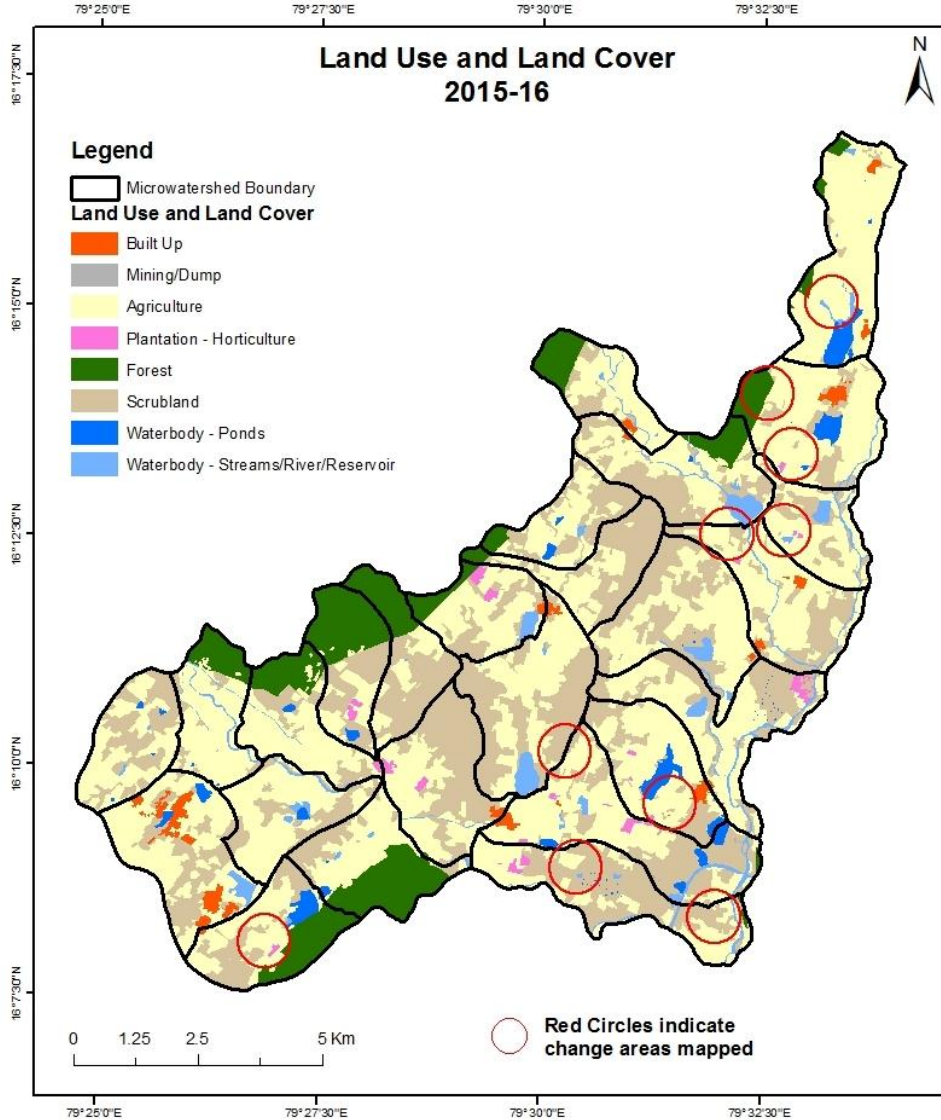 79°25'0"E 79°27'30"E 79°30'0"E 79°32'30"E
Land Use and Land Cover
2015-16
N
16°17'30"N
Legend
Microwatershed Boundary
Land Use and Land Cover
Built Up
Mining/Dump
Agriculture
Plantation - Horticulture
Forest
Scrubland
Waterbody - Ponds
Waterbody - Streams/River/Reservoir
16°15'0"N
16°12'30"N
16°10'0"N
16°7'30"N
0 1.25 2.5 5 Km
Red Circles indicate
change areas mapped
79°25'0"E 79°27'30"E 79°30'0"E 79°32'30"E